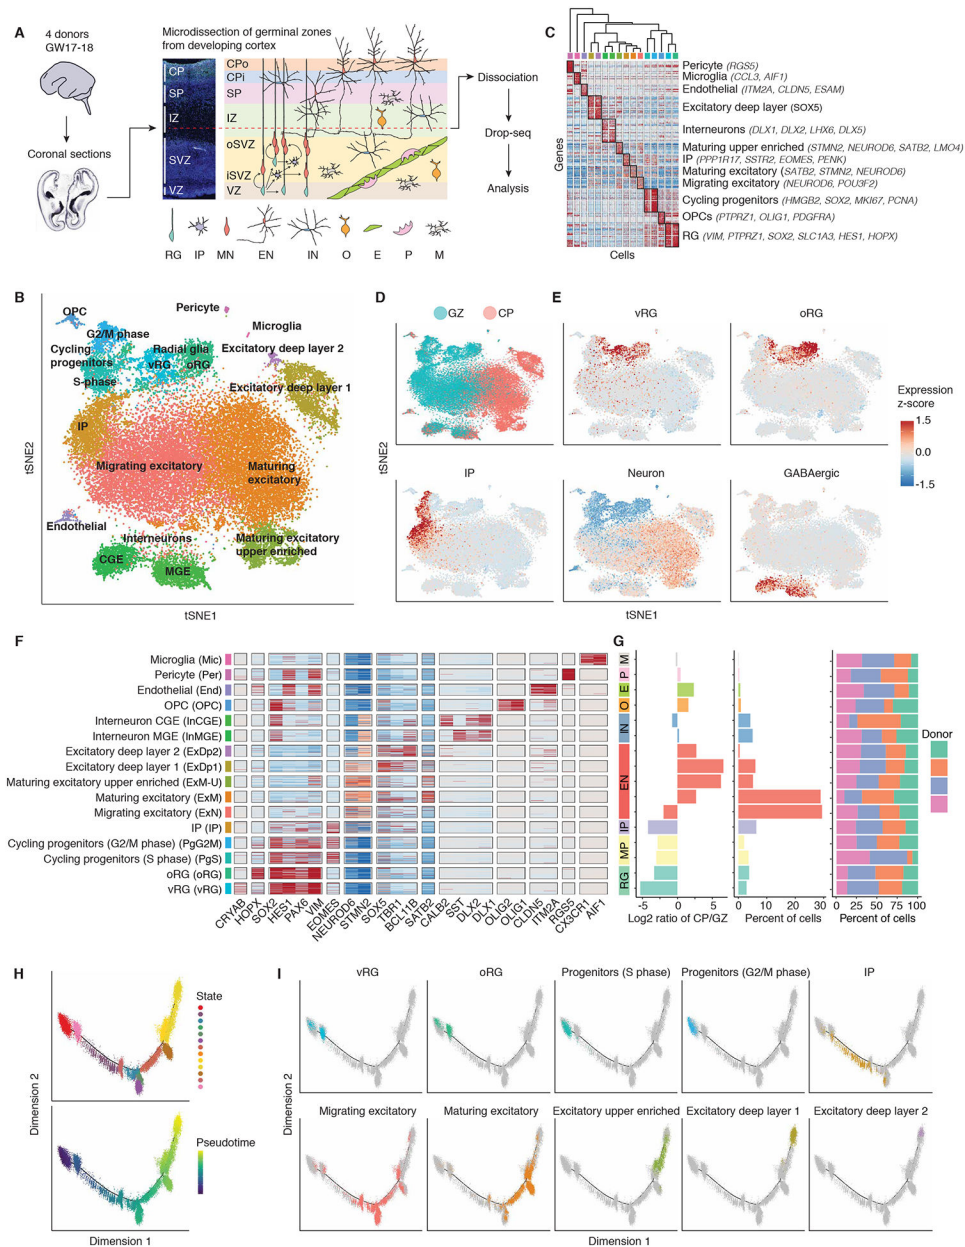 A
4 donors
GW17-18
Coronal sections
Microdissection of germinal zones
from developing cortex
CP
SP
IZ
SVZ
VZ
CPo
CPi
SP
IZ
oSVZ
iSVZ
VZ
RG IP MN EN IN O E P M
Dissociation
Drop-seq
Analysis
C
Genes
Cells
Pericyte (RGS5)
Microglia (CCL3, AIF1)
Endothelial (ITM2A, CLDN5, ESAM)
Excitatory deep layer (SOX5)
Interneurons (DLX1, DLX2, LHX6, DLX5)
Maturing upper enriched (STMN2, NEUROD6, SATB2, LMO4)
IP (PPP1R17, SSTR2, EOMES, PENK)
Maturing excitatory (SATB2, STMN2, NEUROD6)
Migrating excitatory (NEUROD6, POU3F2)
Cycling progenitors (HMGB2, SOX2, MKI67, PCNA)
OPCs (PTPRZ1, OLIG1, PDGFRA)
RG (VIM, PTPRZ1, SOX2, SLC1A3, HES1, HOPX)
B
OPC
Pericyte
G2/M phase
Microglia
Cycling
progenitors
Radial glia
vRG oRG
Excitatory deep layer 2
S-phase
Excitatory deep layer 1
IP
Migrating excitatory
Maturing
excitatory
Endothelial
Interneurons
Maturing excitatory
upper enriched
CGE
MGE
tSNE2
tSNE1
D
GZ CP
E
vRG
oRG
IP
Neuron
GABAergic
tSNE2
tSNE1
Expression
z-score
1.5
0.0
-1.5
F
Microglia (Mic)
Pericyte (Per)
Endothelial (End)
OPC (OPC)
Interneuron CGE (InCGE)
Interneuron MGE (InMGE)
Excitatory deep layer 2 (ExDp2)
Excitatory deep layer 1 (ExDp1)
Maturing excitatory upper enriched (ExM-U)
Maturing excitatory (ExM)
Migrating excitatory (ExN)
IP (IP)
Cycling progenitors (G2/M phase) (PgG2M)
Cycling progenitors (S phase) (PgS)
oRG (oRG)
vRG (vRG)
CRYAB
HOPX
SOX2
HES1
PAX6
VIM
EOMES
NEUROD6
STMN2
SOX5
TBR1
BCL11B
SATB2
CALB2
SST
DLX2
DLX1
OLIG2
OLIG1
CLDN5
ITM2A
RGS5
CX3CR1
AIF1
G
M
P
E
O
IN
EN
IP
MP
RG
-5 0 5
Log2 ratio of CP/GZ
0 10 20 30
Percent of cells
0 25 50 75 100
Percent of cells
Donor
H
State
Pseudotime
Dimension 2
Dimension 1
I
vRG
oRG
Progenitors (S phase)
Progenitors (G2/M phase)
IP
Migrating excitatory
Maturing excitatory
Excitatory upper enriched
Excitatory deep layer 1
Excitatory deep layer 2
Dimension 2
Dimension 1